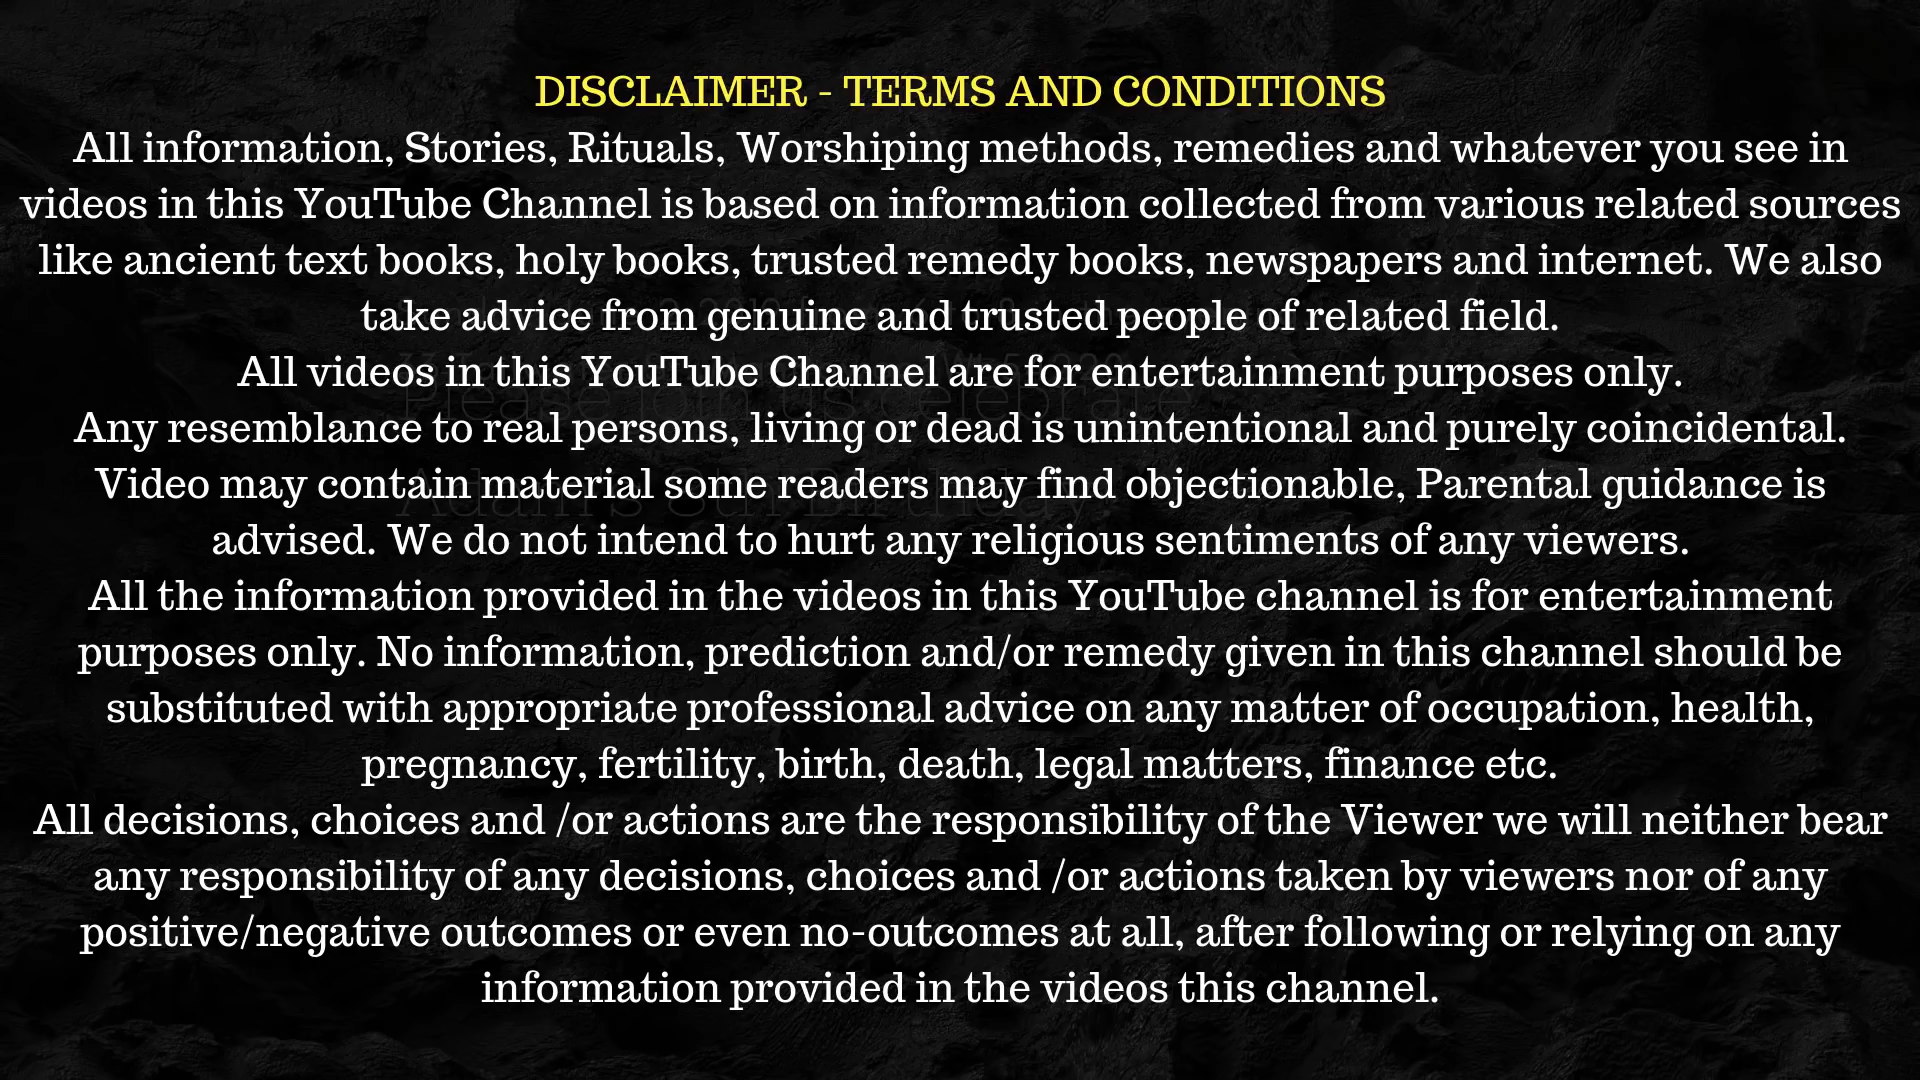 DISCLAIMER - TERMS AND CONDITIONS
All information, Stories, Rituals, Worshiping methods, remedies and whatever you see in
videos in this YouTube Channel is based on information collected from various related sources
like ancient text books, holy books, trusted remedy books, newspapers and internet. We also
take advice from genuine and trusted people of related field.
All videos in this YouTube Channel are for entertainment purposes only.
Please join us celebrate
Any resemblance to real persons, living or dead is unintentional and purely coincidental.
Video may contain material some readers may find objectionable, Parental guidance is
Adam's 8th Birthday!
advised. We do not intend to hurt any religious sentiments of any viewers.
All the information provided in the videos in this YouTube channel is for entertainment
purposes only. No information, prediction and/or remedy given in this channel should be
substituted with appropriate professional advice on any matter of occupation, health,
pregnancy, fertility, birth, death, legal matters, finance etc.
All decisions, choices and /or actions are the responsibility of the Viewer we will neither bear
any responsibility of any decisions, choices and /or actions taken by viewers nor of any
positive/negative outcomes or even no-outcomes at all, after following or relying on any
information provided in the videos this channel.